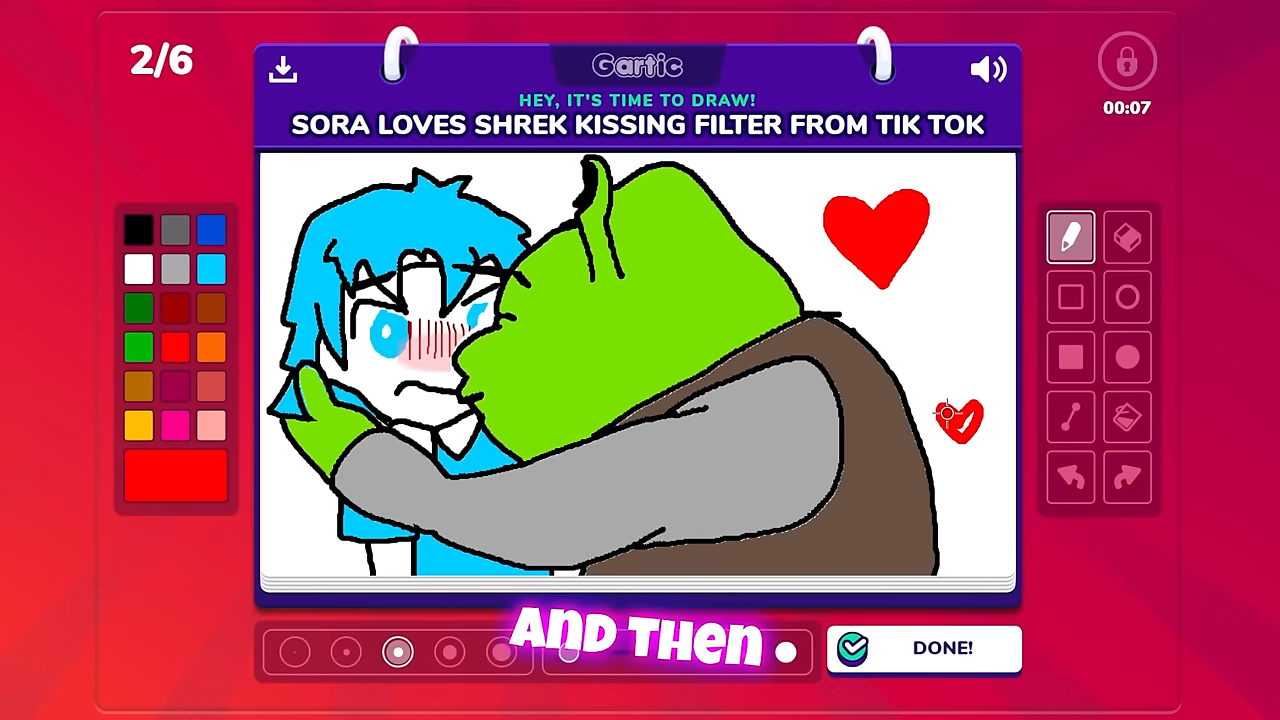 2/6
Gartic
HEY, IT'S TIME TO DRAW!
SORA LOVES SHREK KISSING FILTER FROM TIK TOK
00:07
AND THEN
DONE!